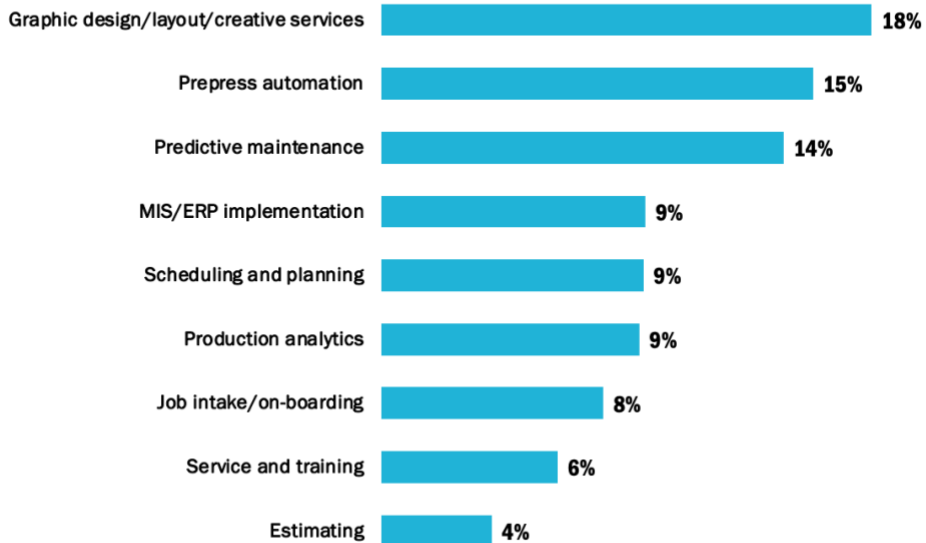 Graphic design/layout/creative services 18%
Prepress automation 15%
Predictive maintenance 14%
MIS/ERP implementation 9%
Scheduling and planning 9%
Production analytics 9%
Job intake/on-boarding 8%
Service and training 6%
Estimating 4%